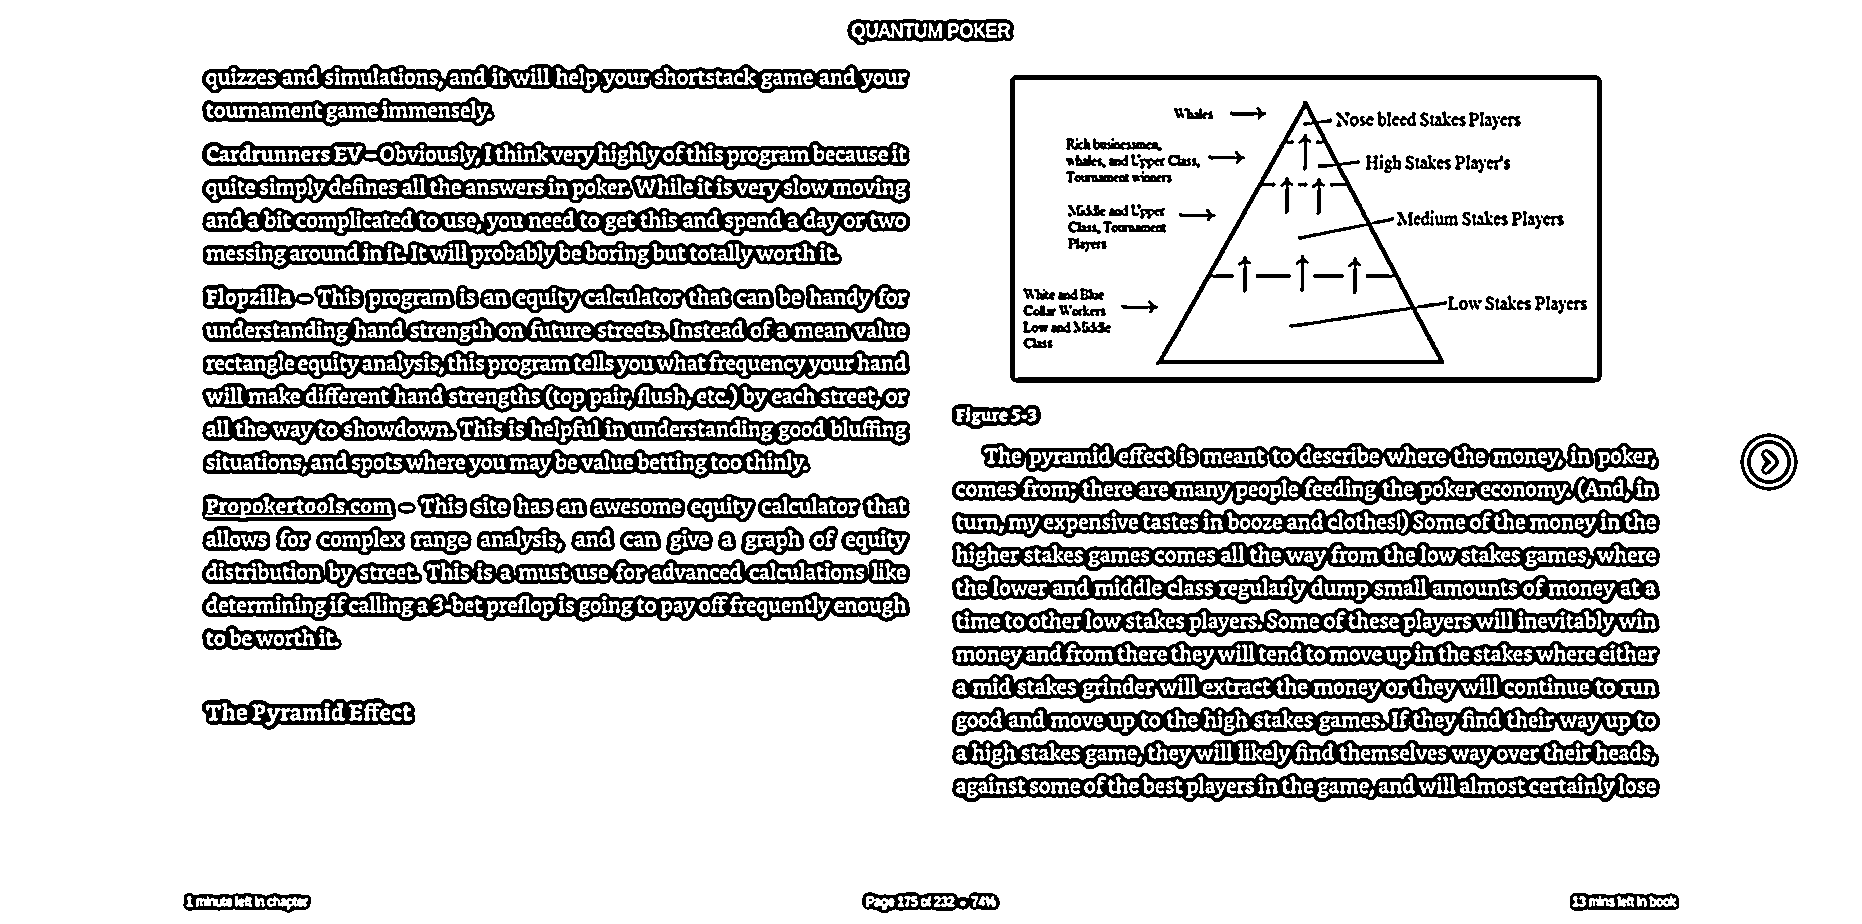 QUANTUM POKER
quizzes and simulations, and it will help your shortstack game and your
tournament game immensely.
Cardrunners EV – Obviously, I think very highly of this program because it
quite simply defines all the answers in poker. While it is very slow moving
and a bit complicated to use, you need to get this and spend a day or two
messing around in it. It will probably be boring but totally worth it.
Flopzilla – This program is an equity calculator that can be handy for
understanding hand strength on future streets. Instead of a mean value
rectangle equity analysis, this program tells you what frequency your hand
will make different hand strengths (top pair, flush, etc.) by each street, or
all the way to showdown. This is helpful in understanding good bluffing
situations, and spots where you may be value betting too thinly.
Propokertools.com – This site has an awesome equity calculator that
allows for complex range analysis, and can give a graph of equity
distribution by street. This is a must use for advanced calculations like
determining if calling a 3-bet preflop is going to pay off frequently enough
to be worth it.
The Pyramid Effect
Whales
Nose bleed Stakes Players
Rich businessmen,
whales, and Upper Class,
Tournament winners
High Stakes Player's
Middle and Upper
Class, Tournament
Players
Medium Stakes Players
White and Blue
Collar Workers
Low and Middle
Class
Low Stakes Players
Figure 5-3
The pyramid effect is meant to describe where the money, in poker,
comes from; there are many people feeding the poker economy. (And, in
turn, my expensive tastes in booze and clothes!) Some of the money in the
higher stakes games comes all the way from the low stakes games, where
the lower and middle class regularly dump small amounts of money at a
time to other low stakes players. Some of these players will inevitably win
money and from there they will tend to move up in the stakes where either
a mid stakes grinder will extract the money or they will continue to run
good and move up to the high stakes games. If they find their way up to
a high stakes game, they will likely find themselves way over their heads,
against some of the best players in the game, and will almost certainly lose
1 minute left in chapter
Page 175 of 232 • 74%
13 mins left in book